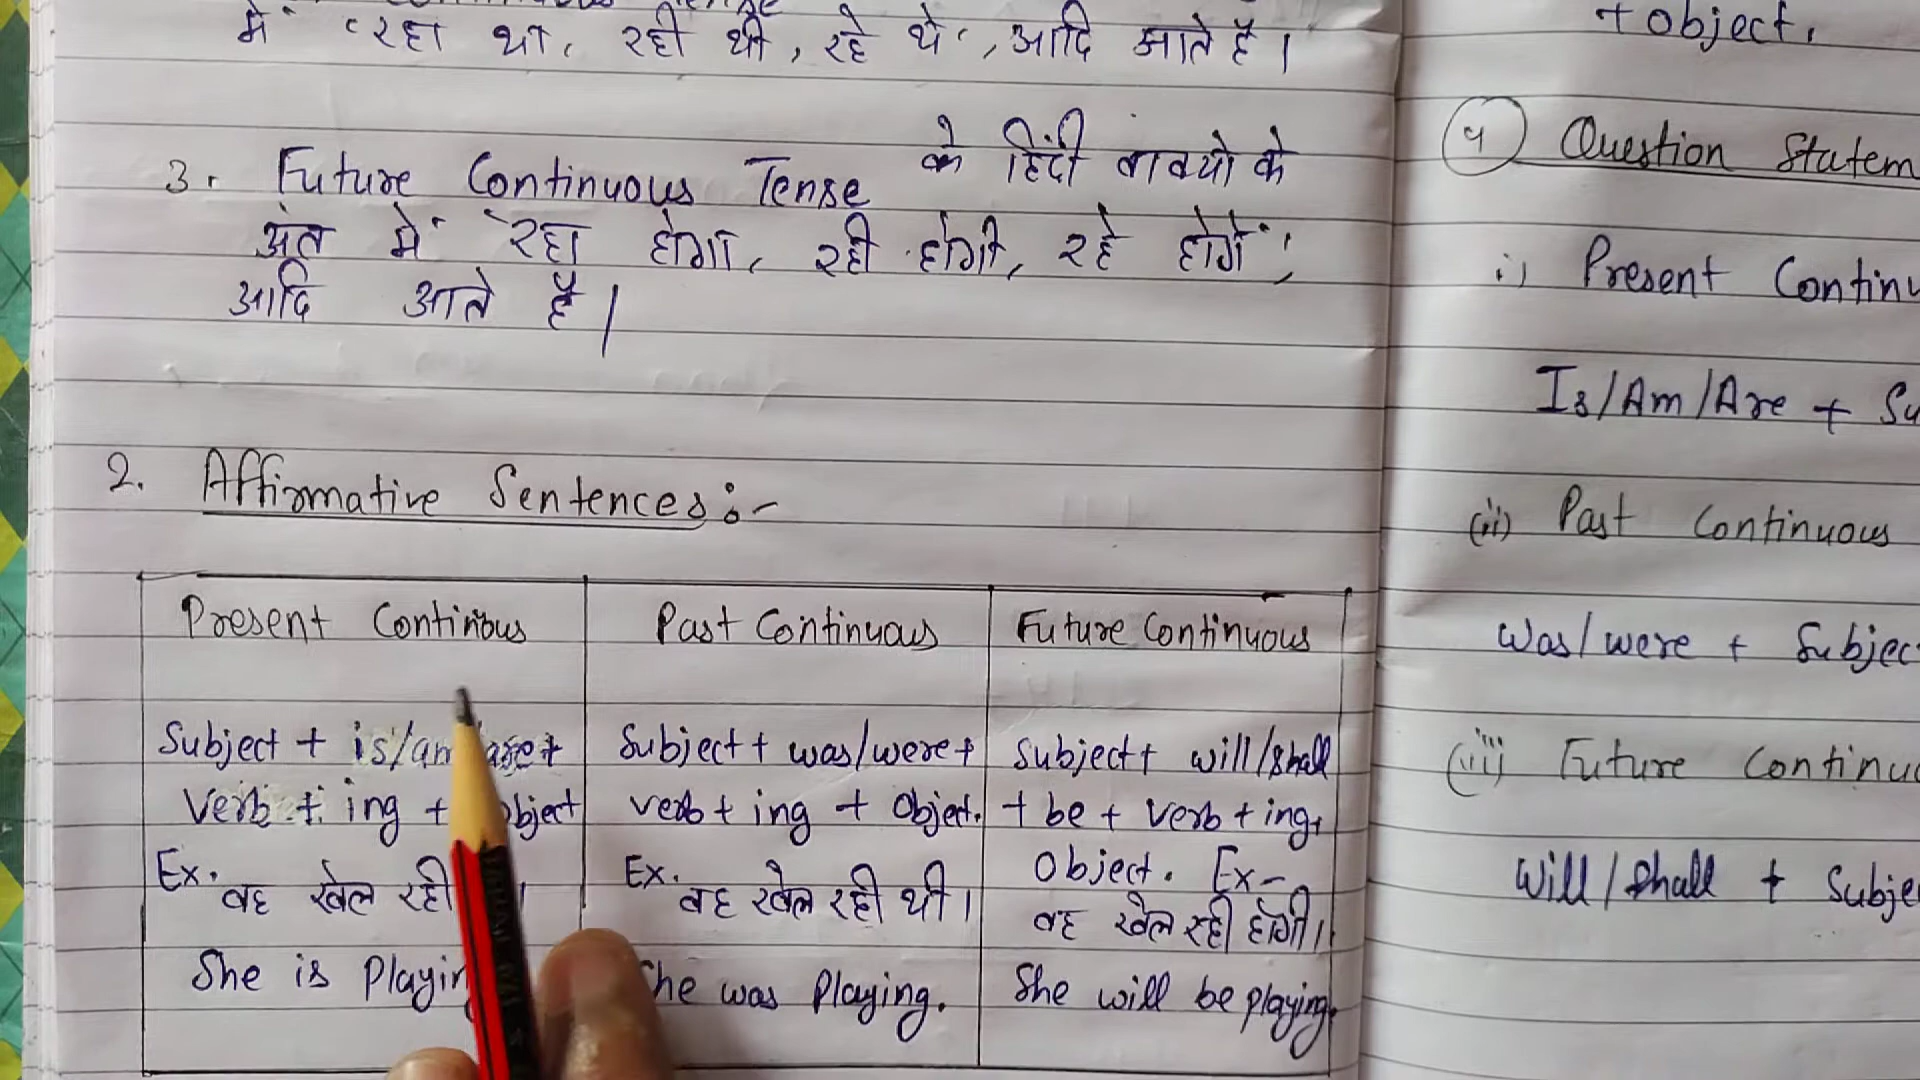 में "रहा था, रही थी, रहे थे", आदि आते हैं।
3. Future Continuous Tense के हिंदी वाक्यो के
अंत में "रहा होगा, रही होगी, रहे होगें",
आदि आते हैं।
2. Affirmative Sentences:-
Present Continous
Subject + is/am/are+
Verb + ing + object
Ex. वह खेल रही
She is Playin
Past Continuous
Subject + was/were +
verb + ing + Object.
Ex. वह खेल रही थी।
She was Playing.
Future Continuous
Subject + will/shall
+ be + verb + ing+
Object. Ex-
वह खेल रही होगी।
She will be playing.
+ object.
4 Question Statem
i) Present Continu
Is/Am/Are + Su
(ii) Past Continuous
Was/were + Subjec
(iii) Future Continuo
Will/Shall + Subje